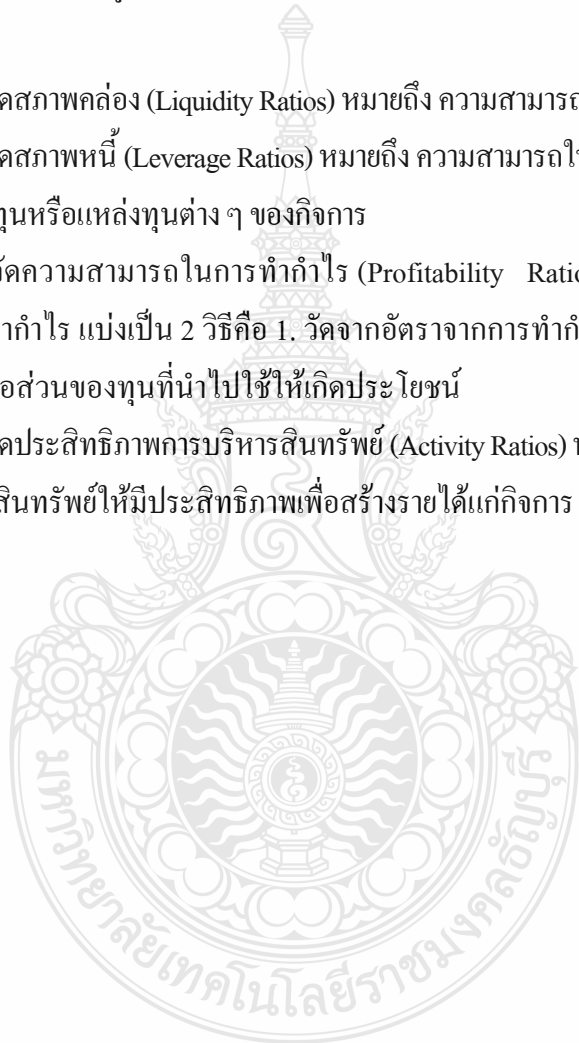 ดสภาพคล่อง (Liquidity Ratios) หมายถึง ความสามารถ
ดสภาพหนี้ (Leverage Ratios) หมายถึง ความสามารถใน
ทุนหรือแหล่งทุนต่าง ๆ ของกิจการ
วัดความสามารถในการทำกำไร (Profitability Ratio
ำกำไร แบ่งเป็น 2 วิธีคือ 1. วัดจากอัตราจากการทำกำ
อส่วนของทุนที่นำไปใช้ให้เกิดประโยชน์
ดประสิทธิภาพการบริหารสินทรัพย์ (Activity Ratios) ห
สินทรัพย์ให้มีประสิทธิภาพเพื่อสร้างรายได้แก่กิจการ
มหาวิทยาลัยเทคโนโลยีราชมงคลธัญบุรี